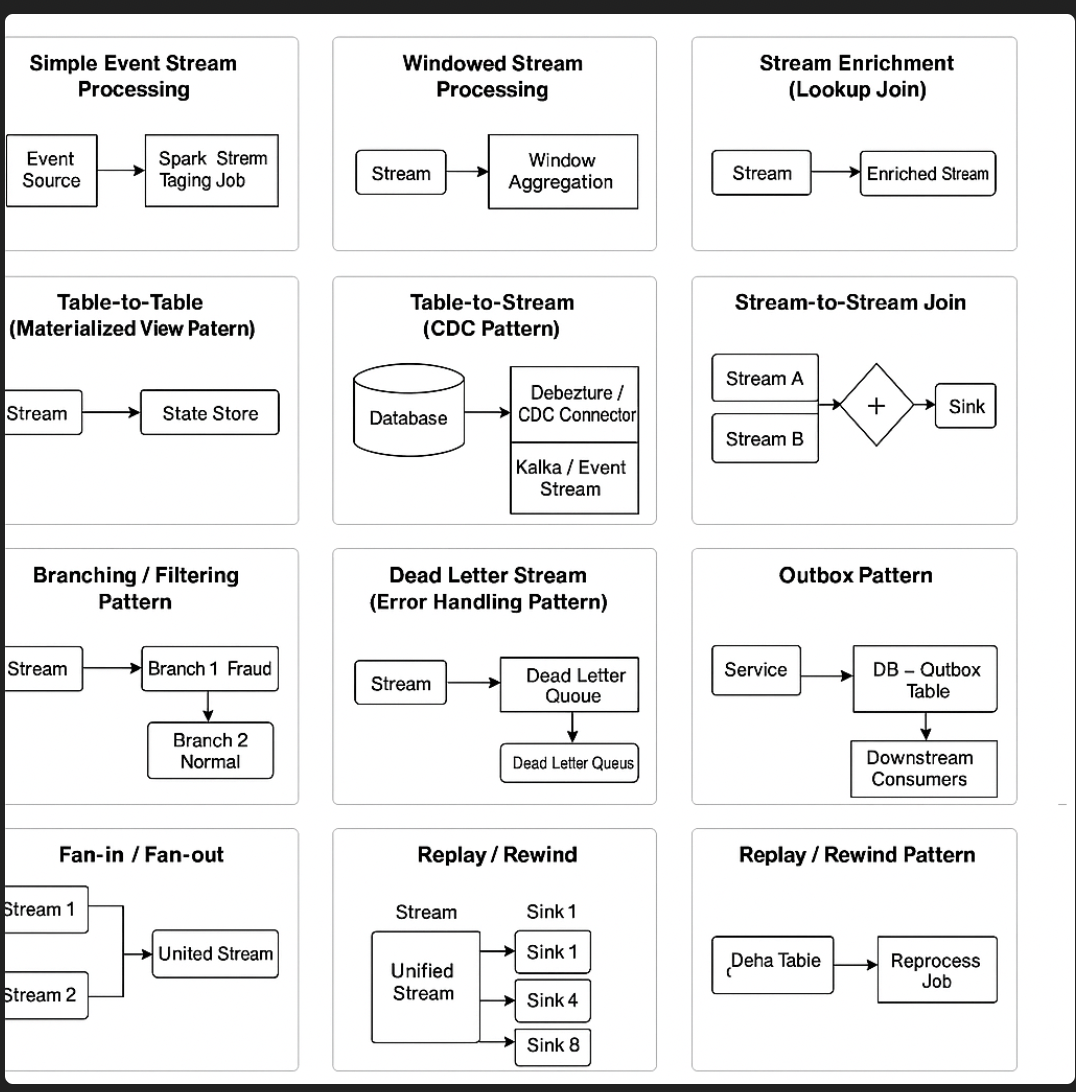 Simple Event Stream
Processing
Event
Source
Spark Strem
Taging Job
Windowed Stream
Processing
Stream
Window
Aggregation
Stream Enrichment
(Lookup Join)
Stream
Enriched Stream
Table-to-Table
(Materialized View Patern)
Stream
State Store
Table-to-Stream
(CDC Pattern)
Database
Debezture /
CDC Connector
Kalka / Event
Stream
Stream-to-Stream Join
Stream A
Stream B
+
Sink
Branching / Filtering
Pattern
Stream
Branch 1 Fraud
Branch 2
Normal
Dead Letter Stream
(Error Handling Pattern)
Stream
Dead Letter
Quoue
Dead Letter Queus
Outbox Pattern
Service
DB – Outbox
Table
Downstream
Consumers
Fan-in / Fan-out
Stream 1
Stream 2
United Stream
Replay / Rewind
Stream
Unified
Stream
Sink 1
Sink 1
Sink 4
Sink 8
Replay / Rewind Pattern
Deha Tabie
Reprocess
Job